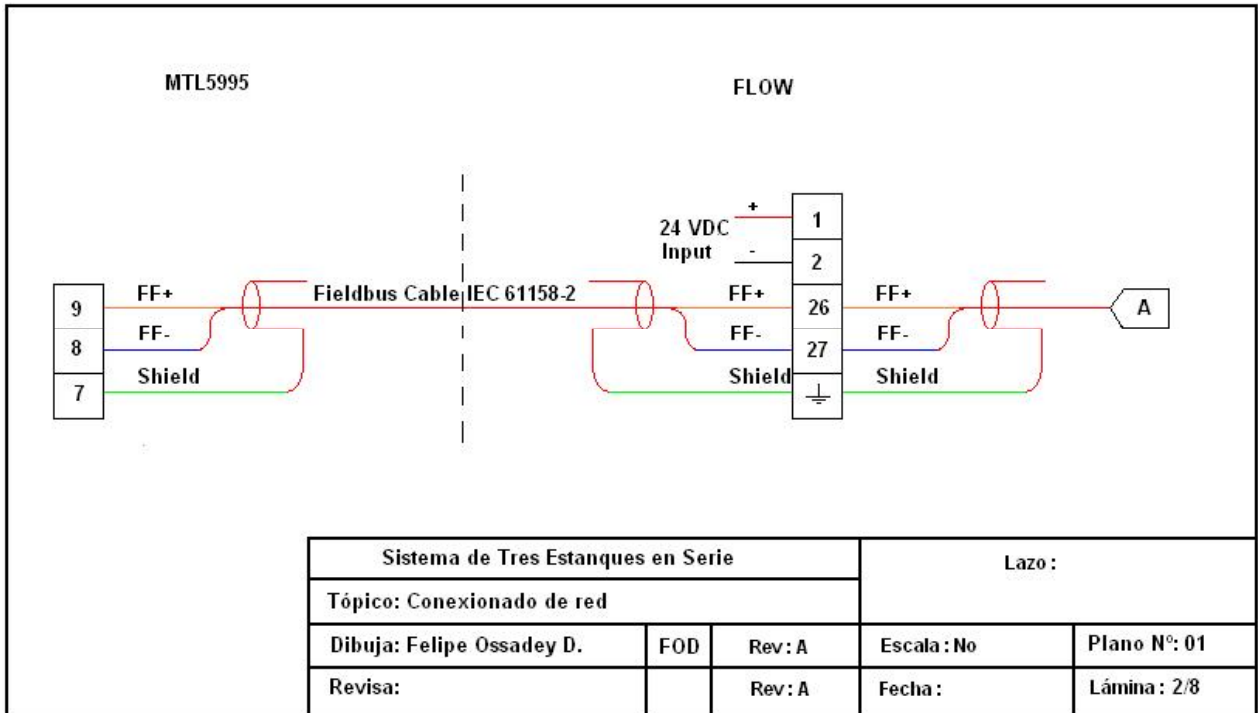 MTL5995
FLOW
24 VDC
Input
+
-
1
2
9
FF+
Fieldbus Cable IEC 61158-2
FF+
26
FF+
A
8
FF-
FF-
27
FF-
7
Shield
Shield
Shield
Sistema de Tres Estanques en Serie
Lazo :
Tópico: Conexionado de red
Dibuja: Felipe Ossadey D.
FOD
Rev : A
Escala : No
Plano Nº: 01
Revisa:
Rev : A
Fecha :
Lámina : 2/8